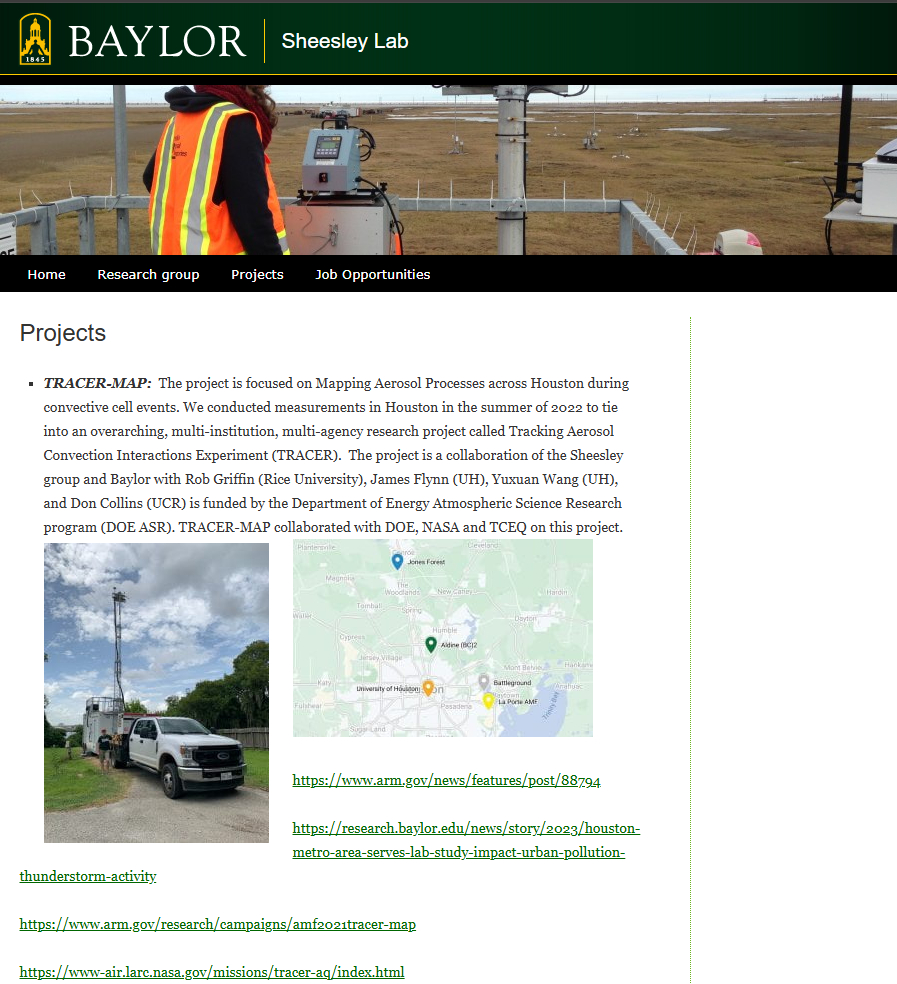 BAYLOR
1845
Sheesley Lab
Home
Research group
Projects
Job Opportunities
Projects
TRACER-MAP: The project is focused on Mapping Aerosol Processes across Houston during
convective cell events. We conducted measurements in Houston in the summer of 2022 to tie
into an overarching, multi-institution, multi-agency research project called Tracking Aerosol
Convection Interactions Experiment (TRACER). The project is a collaboration of the Sheesley
group and Baylor with Rob Griffin (Rice University), James Flynn (UH), Yuxuan Wang (UH),
and Don Collins (UCR) is funded by the Department of Energy Atmospheric Science Research
program (DOE ASR). TRACER-MAP collaborated with DOE, NASA and TCEQ on this project.
Plantersville
Cleveland
Jones Forest
Magnolia
The
Woodlands
New Caney
Hardin
Tomball
Spring
Dayton
Humble
Cypress
Aldine (BC)2
Jersey Village
Mont Belvieu
Hankam
Katy
University of Houston
Battleground
Baytown
Anahuac
La Porte AMF
Fulshear
Pasadena
Trinity Bay
Sugar Land
https://www.arm.gov/news/features/post/88794
https://research.baylor.edu/news/story/2023/houston-
metro-area-serves-lab-study-impact-urban-pollution-
thunderstorm-activity
https://www.arm.gov/research/campaigns/amf2021tracer-map
https://www-air.larc.nasa.gov/missions/tracer-aq/index.html